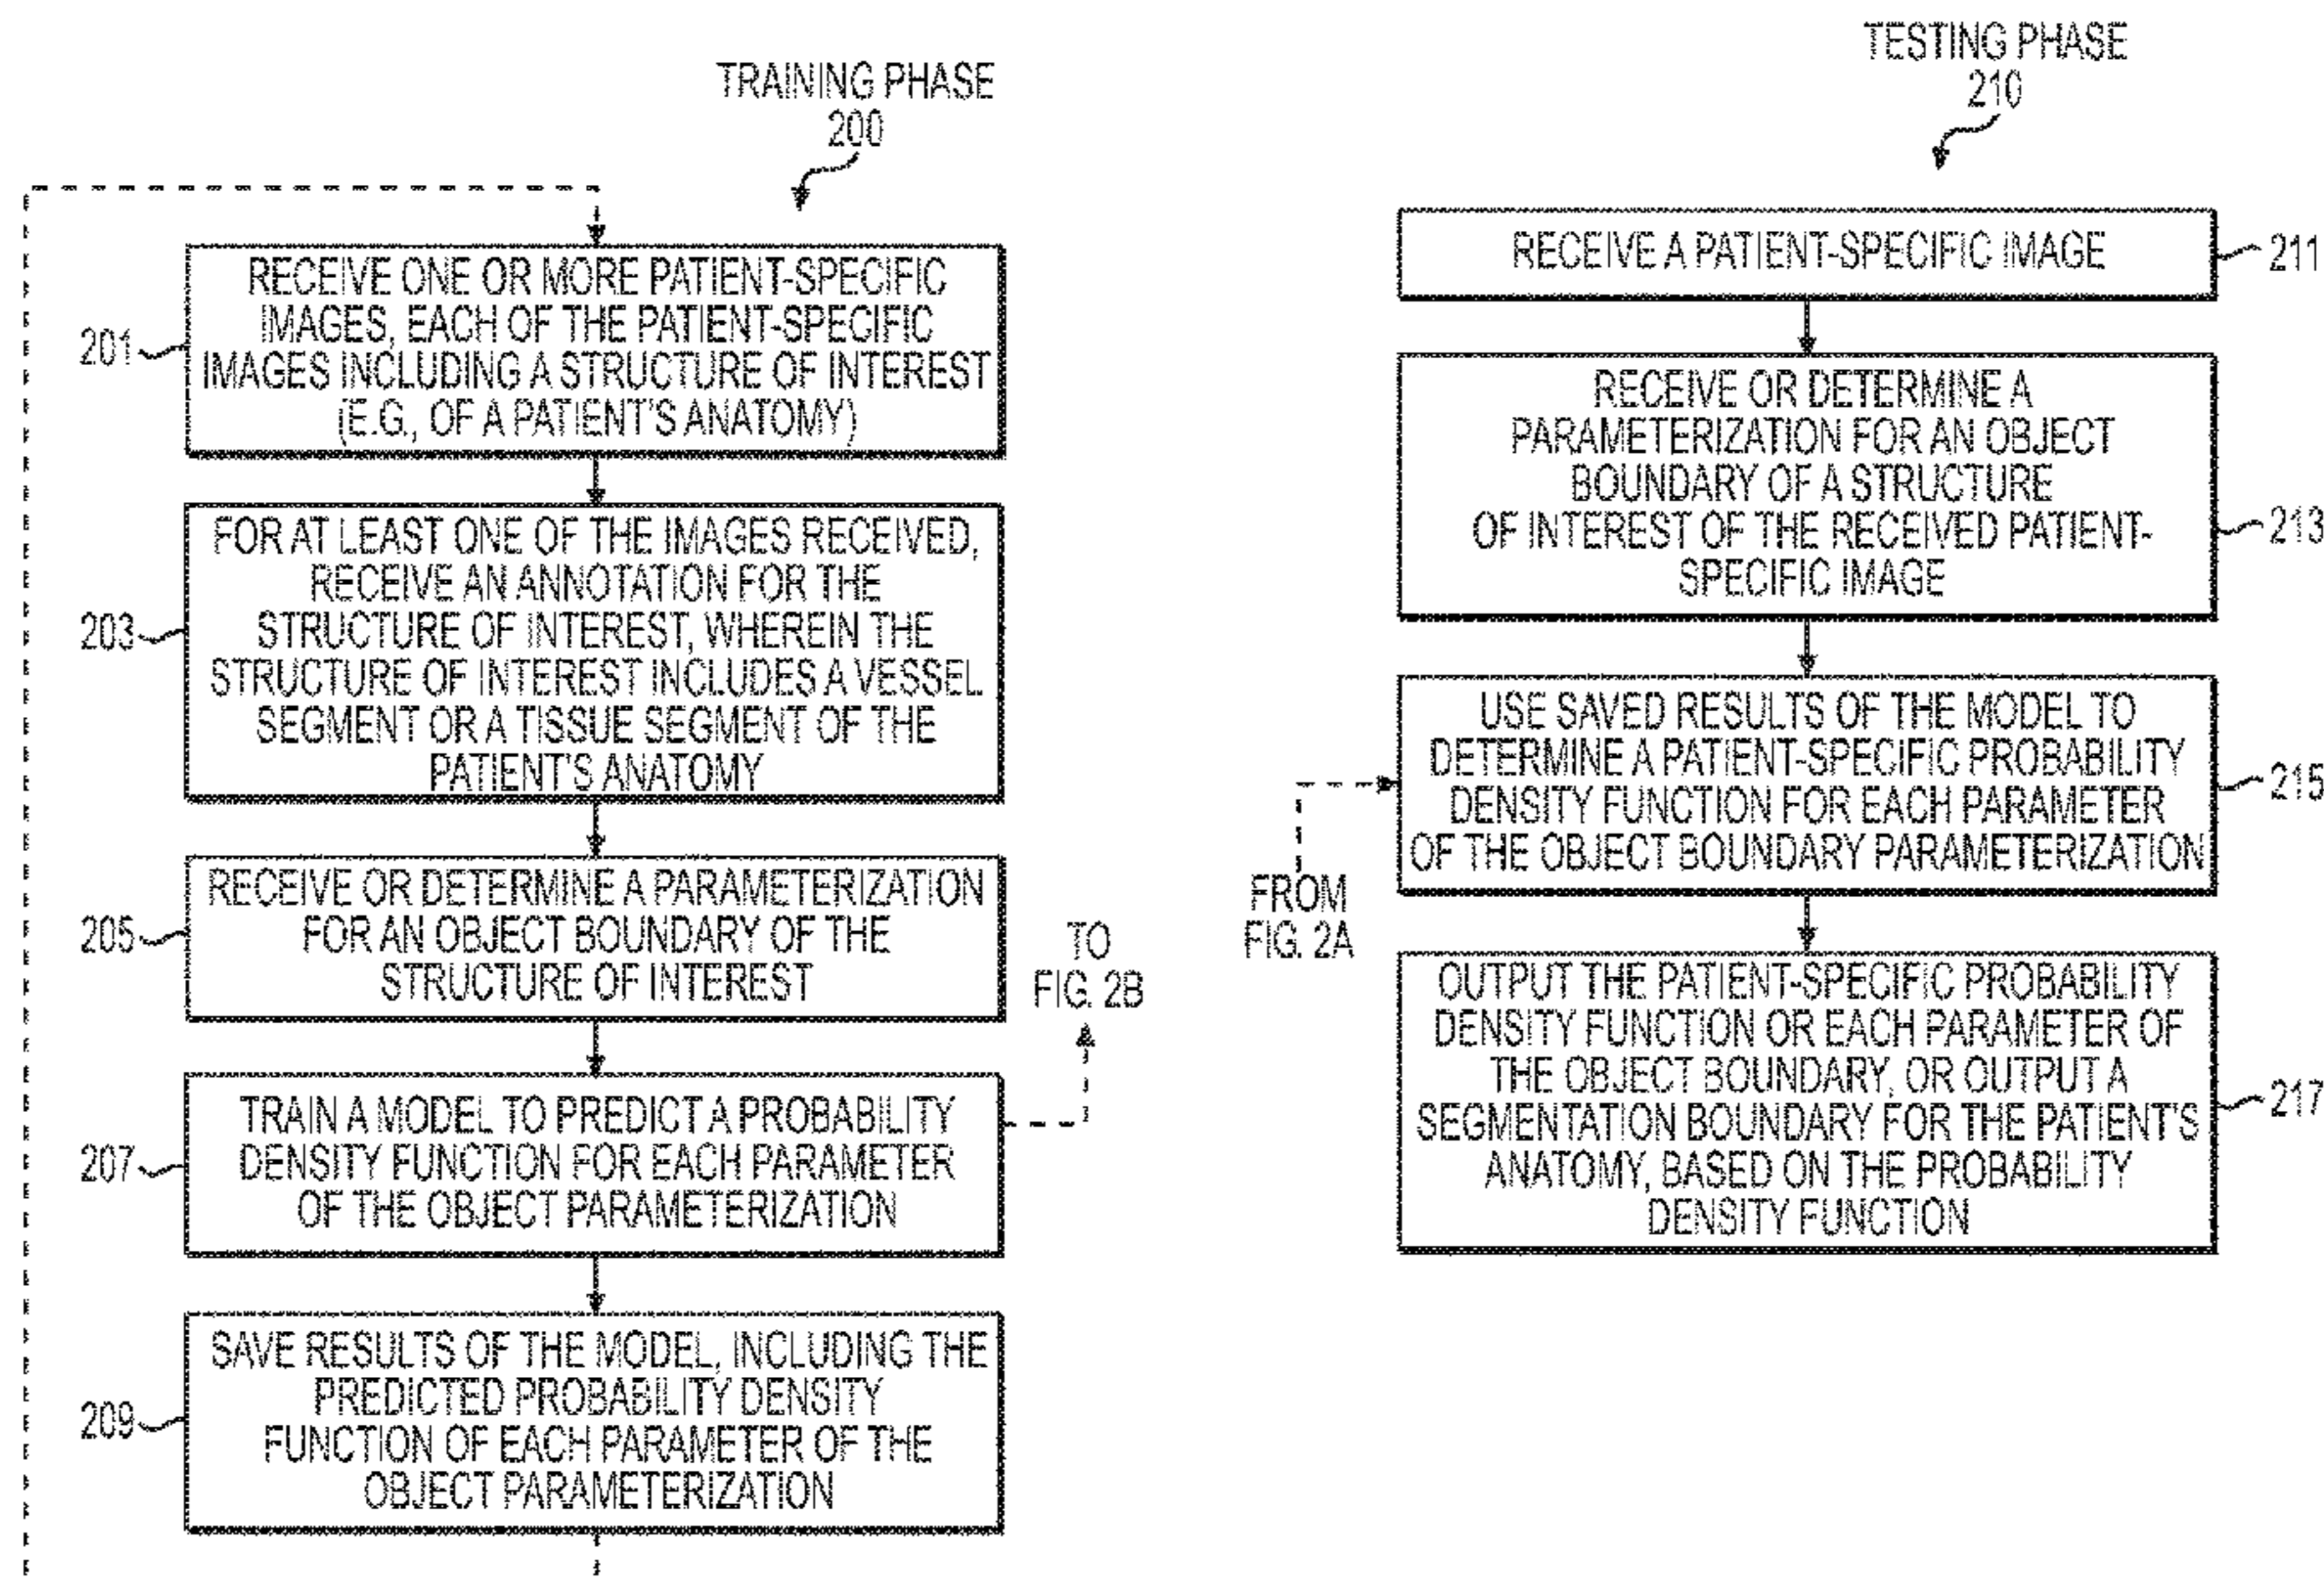 TRAINING PHASE
200
RECEIVE ONE OR MORE PATIENT-SPECIFIC
IMAGES, EACH OF THE PATIENT-SPECIFIC
IMAGES INCLUDING A STRUCTURE OF INTEREST
(E.G., OF A PATIENT'S ANATOMY)
201
FOR AT LEAST ONE OF THE IMAGES RECEIVED,
RECEIVE AN ANNOTATION FOR THE
STRUCTURE OF INTEREST, WHEREIN THE
STRUCTURE OF INTEREST INCLUDES A VESSEL
SEGMENT OR A TISSUE SEGMENT OF THE
PATIENT'S ANATOMY
203
RECEIVE OR DETERMINE A PARAMETERIZATION
FOR AN OBJECT BOUNDARY OF THE
STRUCTURE OF INTEREST
205
TO
FIG. 2B
TRAIN A MODEL TO PREDICT A PROBABILITY
DENSITY FUNCTION FOR EACH PARAMETER
OF THE OBJECT PARAMETERIZATION
207
SAVE RESULTS OF THE MODEL, INCLUDING THE
PREDICTED PROBABILITY DENSITY
FUNCTION OF EACH PARAMETER OF THE
OBJECT PARAMETERIZATION
209
TESTING PHASE
210
RECEIVE A PATIENT-SPECIFIC IMAGE
211
RECEIVE OR DETERMINE A
PARAMETERIZATION FOR AN OBJECT
BOUNDARY OF A STRUCTURE
OF INTEREST OF THE RECEIVED PATIENT-
SPECIFIC IMAGE
213
USE SAVED RESULTS OF THE MODEL TO
DETERMINE A PATIENT-SPECIFIC PROBABILITY
DENSITY FUNCTION FOR EACH PARAMETER
OF THE OBJECT BOUNDARY PARAMETERIZATION
215
FROM
FIG. 2A
OUTPUT THE PATIENT-SPECIFIC PROBABILITY
DENSITY FUNCTION OR EACH PARAMETER OF
THE OBJECT BOUNDARY, OR OUTPUT A
SEGMENTATION BOUNDARY FOR THE PATIENT'S
ANATOMY, BASED ON THE PROBABILITY
DENSITY FUNCTION
217